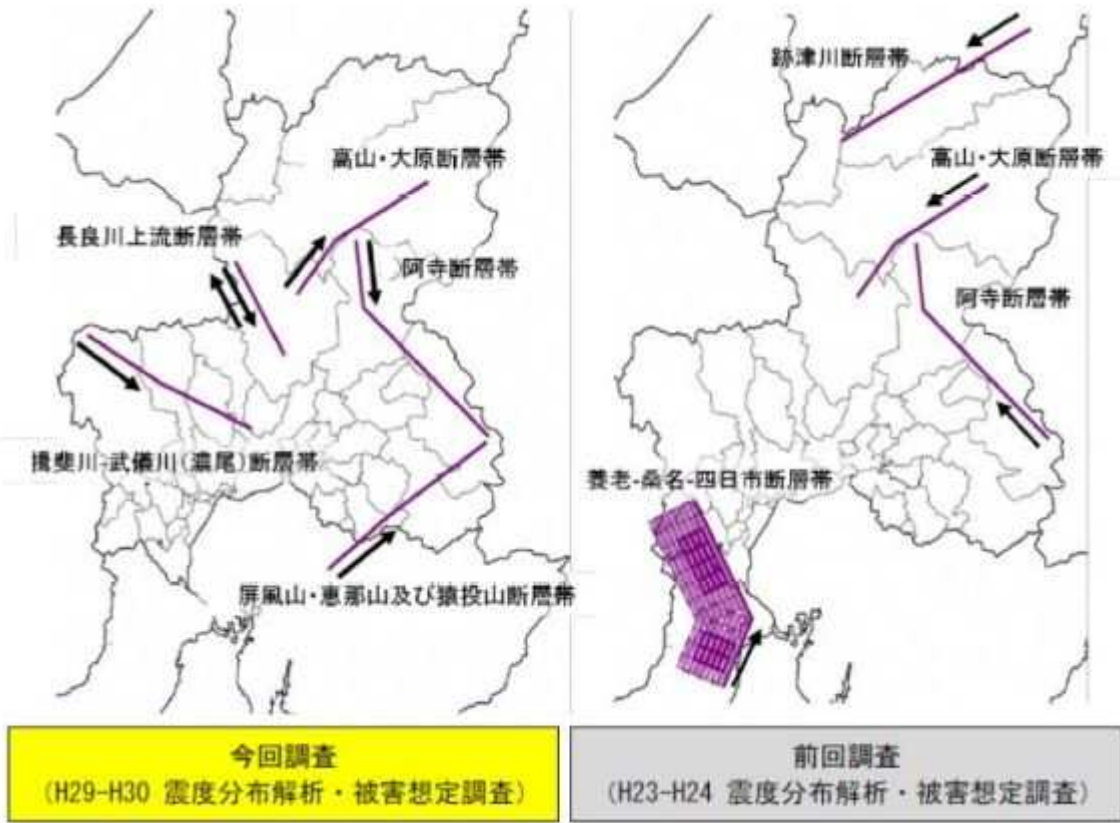 高山・大原断層帯
長良川上流断層帯
阿寺断層帯
揖斐川-武儀川(濃尾)断層帯
屏風山・恵那山及び猿投山断層帯
今回調査
(H29-H30 震度分布解析・被害想定調査)
跡津川断層帯
高山・大原断層帯
阿寺断層帯
養老-桑名-四日市断層帯
前回調査
(H23-H24 震度分布解析・被害想定調査)